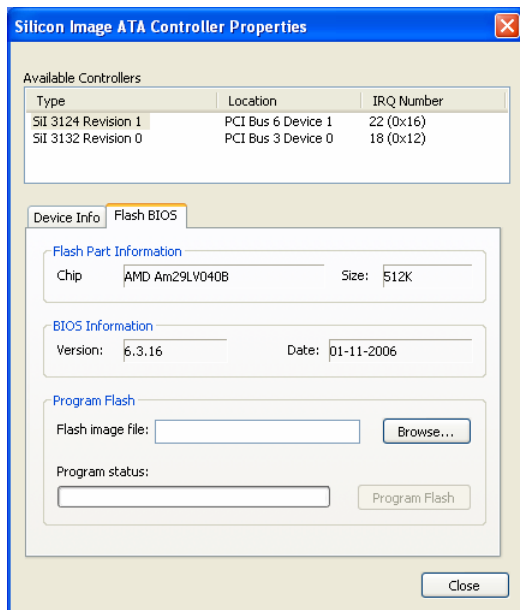 Silicon Image ATA Controller Properties
Available Controllers
Type Location IRQ Number
SiI 3124 Revision 1 PCI Bus 6 Device 1 22 (0x16)
SiI 3132 Revision 0 PCI Bus 3 Device 0 18 (0x12)
Device Info Flash BIOS
Flash Part Information
Chip AMD Am29LV040B Size: 512K
BIOS Information
Version: 6.3.16 Date: 01-11-2006
Program Flash
Flash image file: Browse...
Program status:
Program Flash
Close